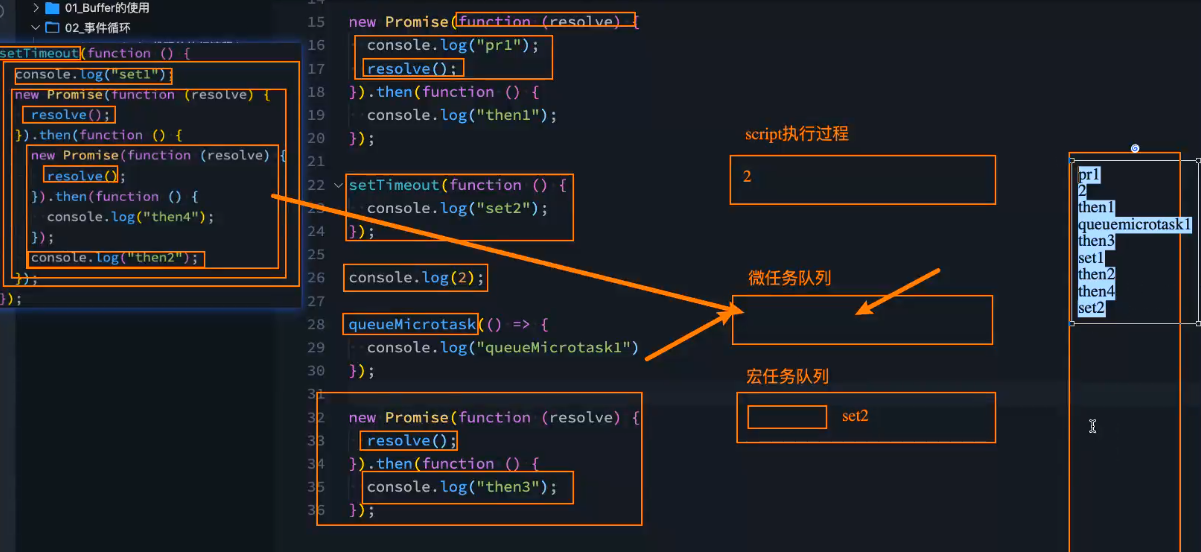 01_Buffer的使用
02_事件循环
setTimeout(function () {
console.log("set1");
new Promise(function (resolve) {
resolve();
}).then(function () {
new Promise(function (resolve) {
resolve();
}).then(function () {
console.log("then4");
});
console.log("then2");
});
});
14
15 new Promise(function (resolve) {
16 console.log("pr1");
17 resolve();
18 }).then(function () {
19 console.log("then1");
20 });
21
22 setTimeout(function () {
23 console.log("set2");
24 });
25
26 console.log(2);
27
28 queueMicrotask(() => {
29 console.log("queueMicrotask1")
30 });
31
32 new Promise(function (resolve) {
33 resolve();
34 }).then(function () {
35 console.log("then3");
36 });
script执行过程
2
微任务队列
宏任务队列
set2
pr1
2
then1
queuemicrotask1
then3
set1
then2
then4
set2